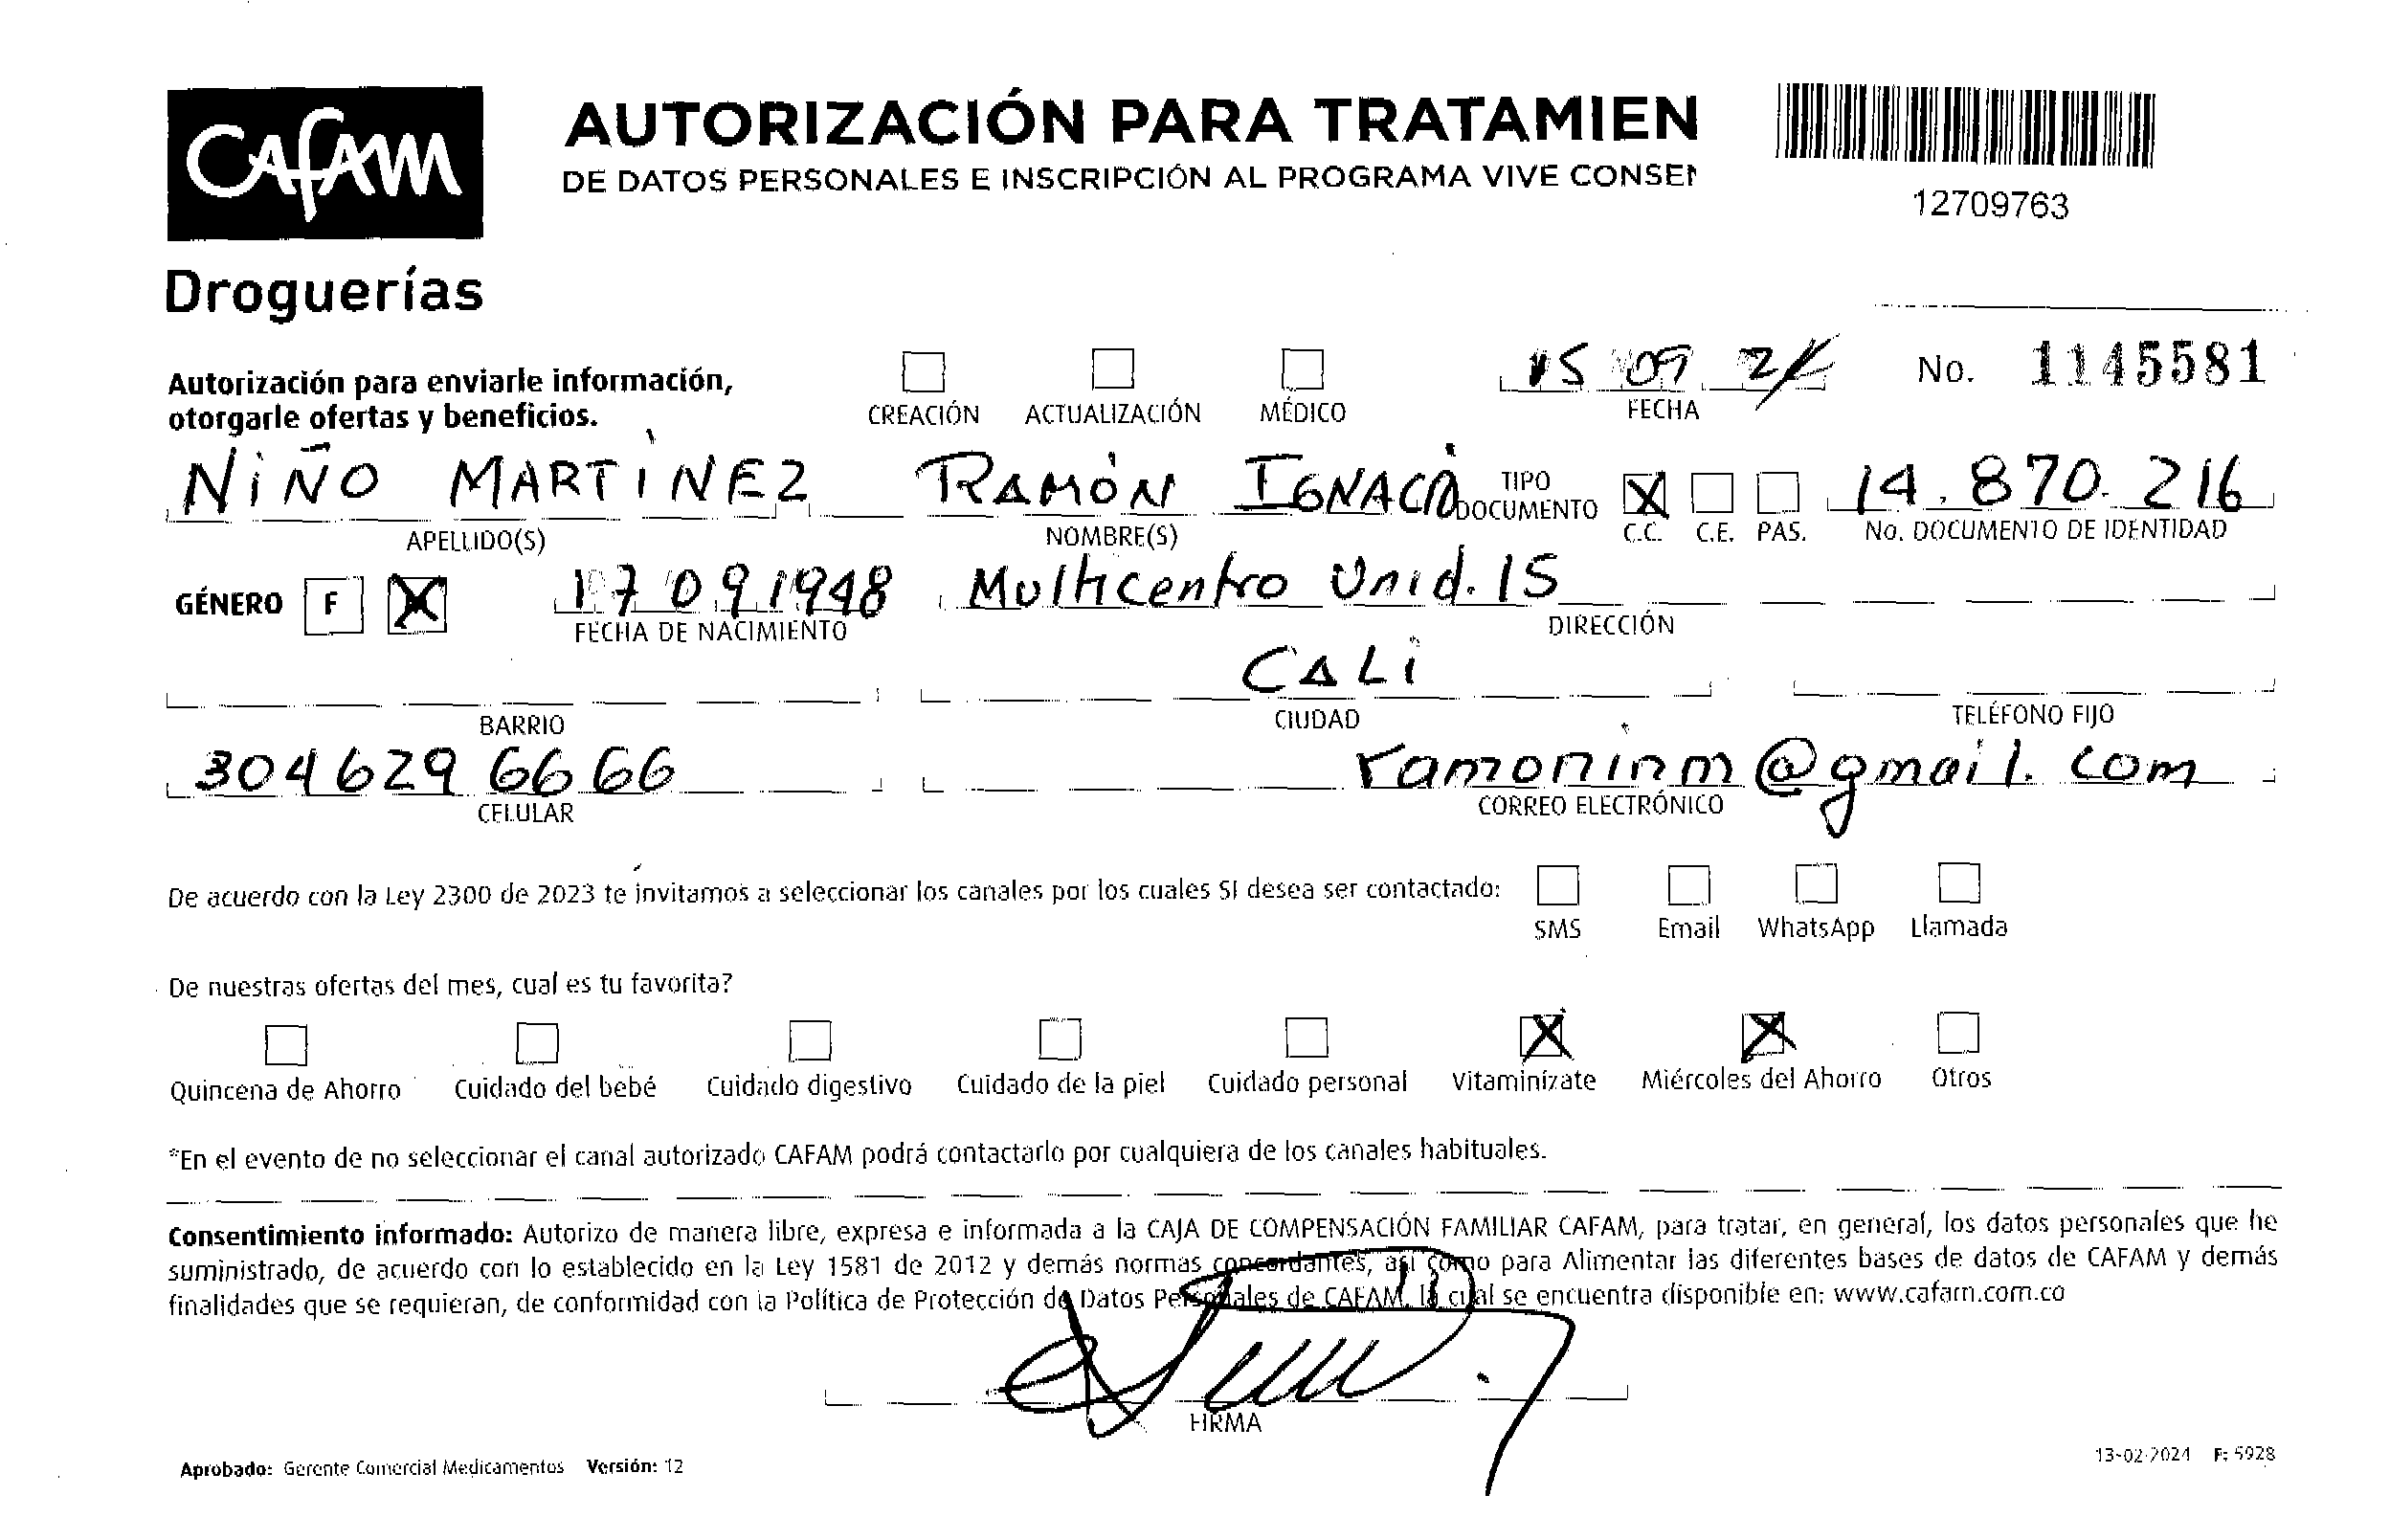 CAFAM
Droguerías
AUTORIZACIÓN PARA TRATAMIEN
DE DATOS PERSONALES E INSCRIPCIÓN AL PROGRAMA VIVE CONSE
12709763
Autorización para enviarle información,
otorgarle ofertas y beneficios.
CREACIÓN ACTUALIZACIÓN MÉDICO
15 09 24
FECHA
No. 1145581
NiÑO MARTÍNEZ RAMÓN IGNACIO TIPO DOCUMENTO X 14.870.216
APELLIDO(S) NOMBRE(S) C.C. C.E. PAS. No. DOCUMENTO DE IDENTIDAD
GÉNERO F X 17 09 1948 Multicentro Unid. 15
FECHA DE NACIMIENTO DIRECCIÓN
CALi
BARRIO CIUDAD TELÉFONO FIJO
304 629 66 66 ramoninm@gmail.com
CELULAR CORREO ELECTRÓNICO
De acuerdo con la Ley 2300 de 2023 te invitamos a seleccionar los canales por los cuales SI desea ser contactado:
SMS Email WhatsApp Llamada
De nuestras ofertas del mes, cual es tu favorita?
X X
Quincena de Ahorro Cuidado del bebé Cuidado digestivo Cuidado de la piel Cuidado personal Vitaminízate Miércoles del Ahorro Otros
*En el evento de no seleccionar el canal autorizado CAFAM podrá contactarlo por cualquiera de los canales habituales.
Consentimiento informado: Autorizo de manera libre, expresa e informada a la CAJA DE COMPENSACIÓN FAMILIAR CAFAM, para tratar, en general, los datos personales que he
suministrado, de acuerdo con lo establecido en la Ley 1581 de 2012 y demás normas concordantes, así como para Alimentar las diferentes bases de datos de CAFAM y demás
finalidades que se requieran, de conformidad con la Política de Protección de Datos Personales de CAFAM, la cual se encuentra disponible en: www.cafam.com.co
FIRMA
Aprobado: Gerente Comercial Medicamentos Versión: 12
13-02-2024 F: 5928